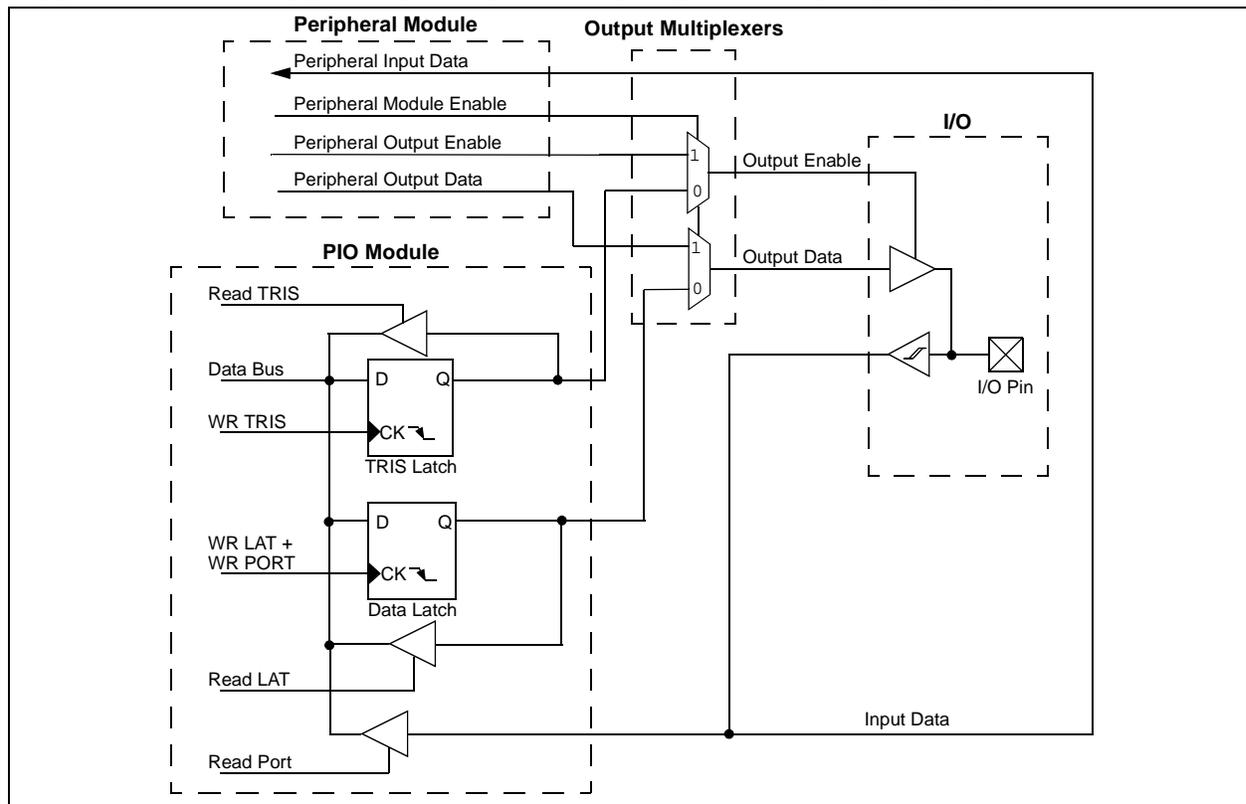 Peripheral Module
Output Multiplexers
Peripheral Input Data
Peripheral Module Enable
I/O
Peripheral Output Enable
1
Output Enable
Peripheral Output Data
0
PIO Module
1
Output Data
Read TRIS
0
Data Bus
D
Q
I/O Pin
WR TRIS
CK
TRIS Latch
D
Q
WR LAT +
WR PORT
CK
Data Latch
Read LAT
Input Data
Read Port